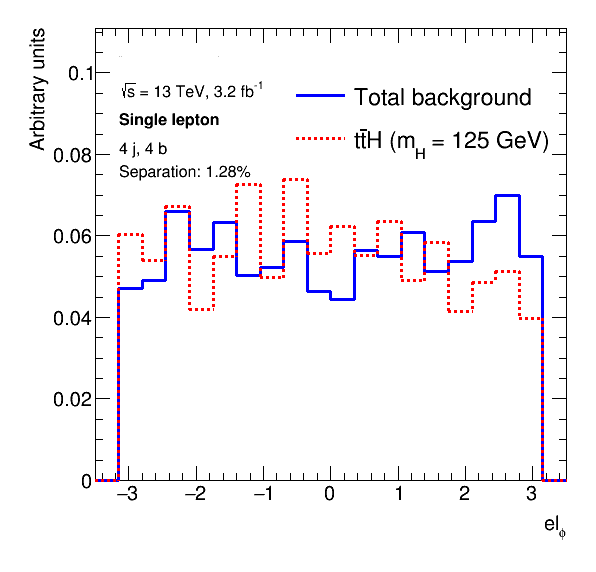 Arbitrary units
0.1
0.08
0.06
0.04
0.02
0
√s = 13 TeV, 3.2 fb⁻¹
Single lepton
4 j, 4 b
Separation: 1.28%
Total background
tt̄H (m_H = 125 GeV)
−3 −2 −1 0 1 2 3
el_ϕ